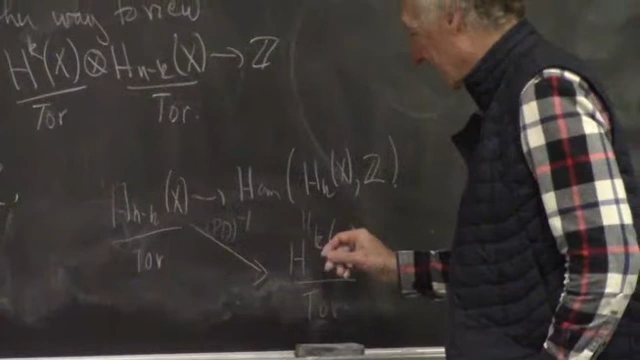 way to view
H^k(X) ⊗ H_{n-k}(X) → ℤ
Tor Tor.
H_{n-k}(X) → Hom(H_k(X), ℤ)
Tor
(PD)^{-1}
"
H^k(
Tor